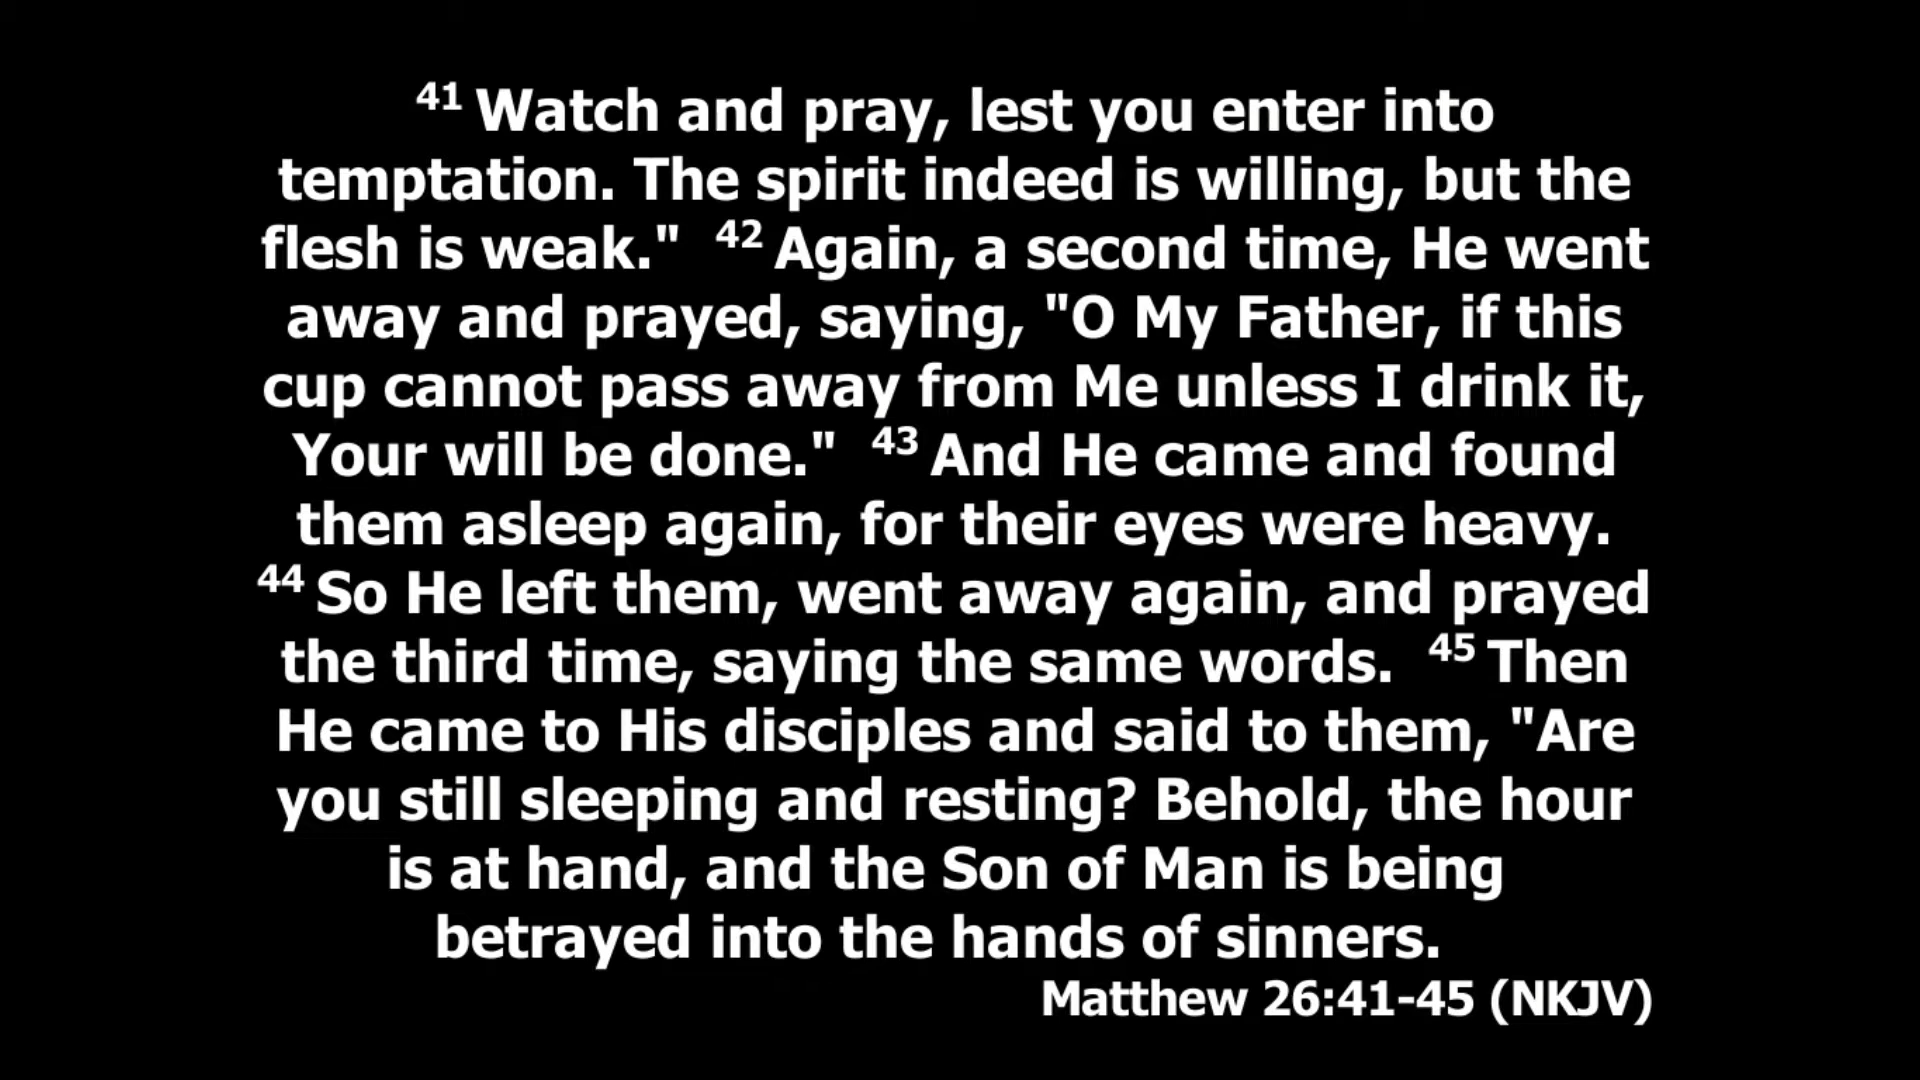 41 Watch and pray, lest you enter into
temptation. The spirit indeed is willing, but the
flesh is weak." 42 Again, a second time, He went
away and prayed, saying, "O My Father, if this
cup cannot pass away from Me unless I drink it,
Your will be done." 43 And He came and found
them asleep again, for their eyes were heavy.
44 So He left them, went away again, and prayed
the third time, saying the same words. 45 Then
He came to His disciples and said to them, "Are
you still sleeping and resting? Behold, the hour
is at hand, and the Son of Man is being
betrayed into the hands of sinners.
Matthew 26:41-45 (NKJV)